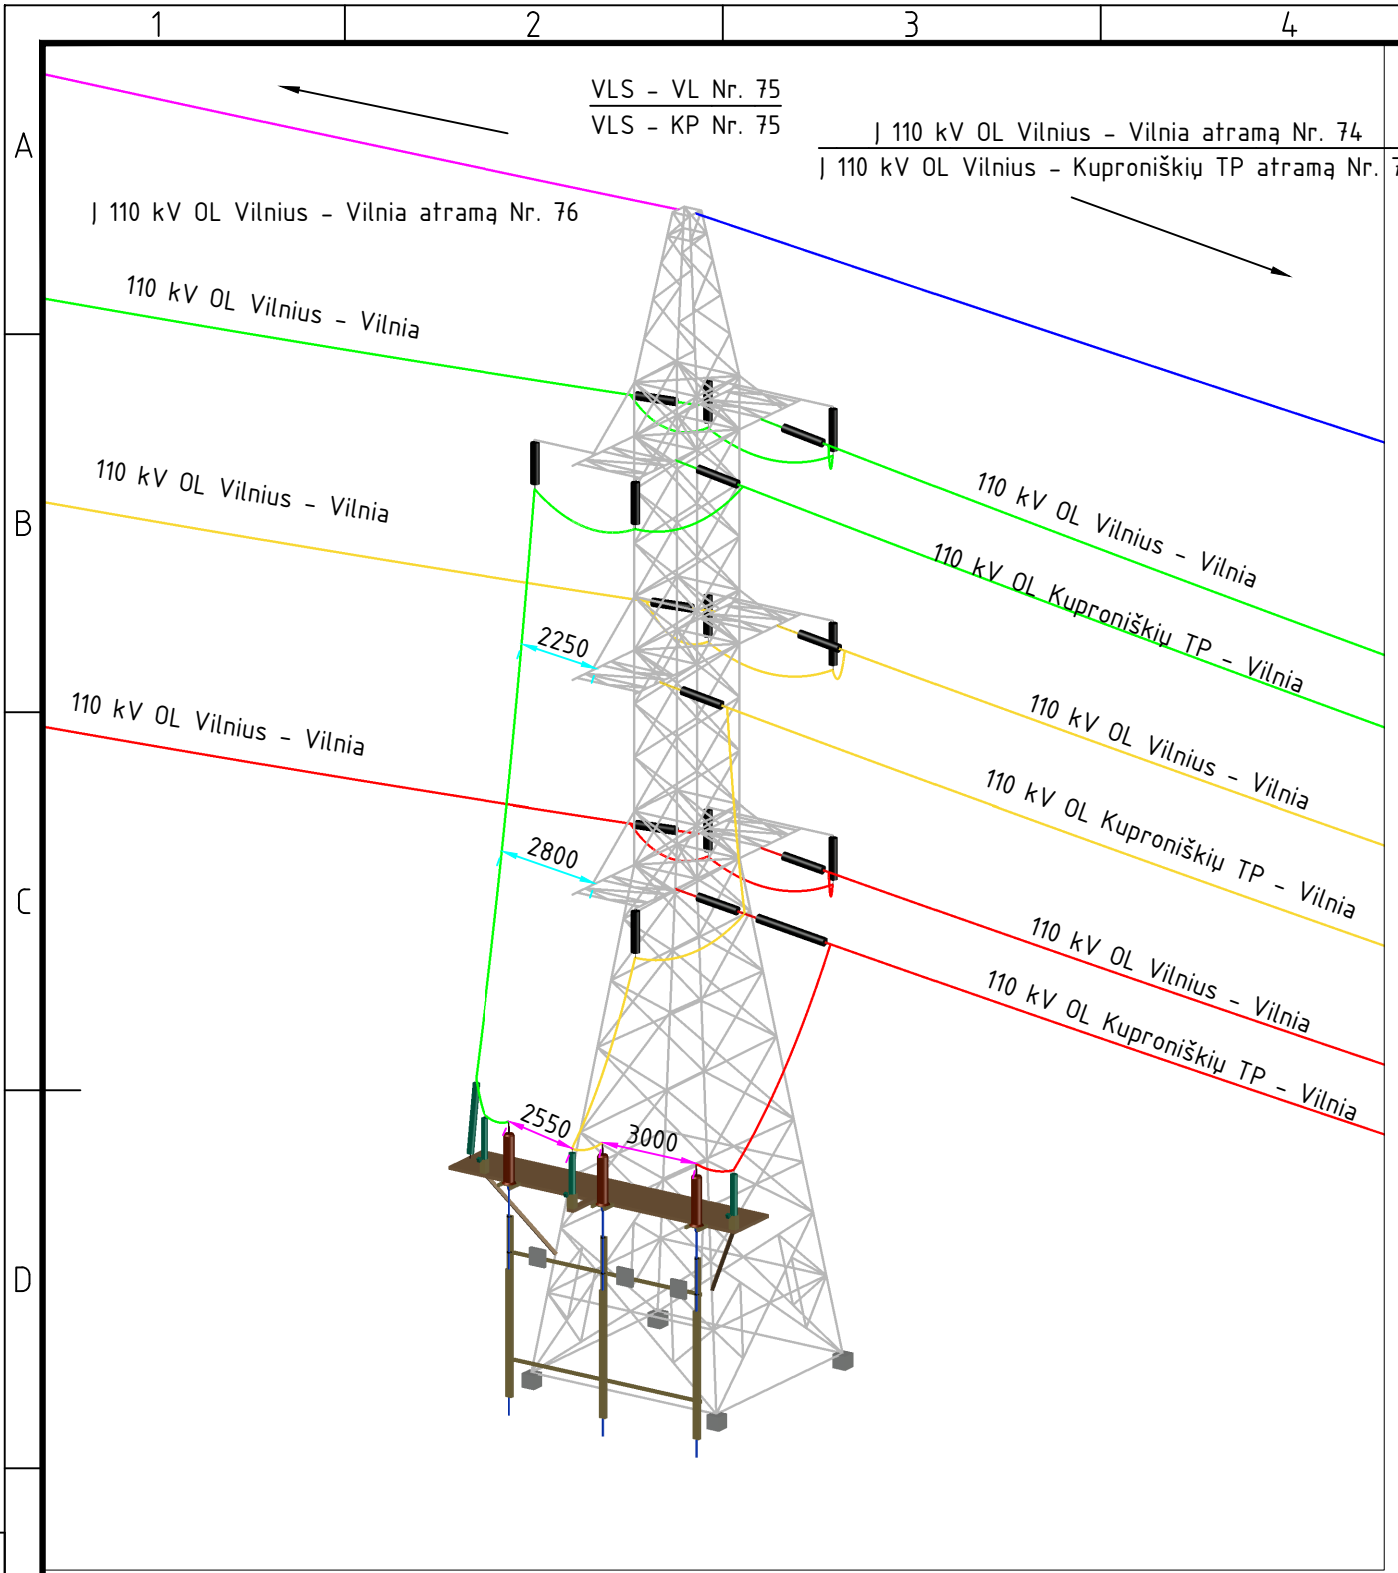 1 2 3 4
VLS - VL Nr. 75
VLS - KP Nr. 75
Į 110 kV OL Vilnius - Vilnia atramą Nr. 74
Į 110 kV OL Vilnius - Kuproniškių TP atramą Nr.
A
Į 110 kV OL Vilnius - Vilnia atramą Nr. 76
110 kV OL Vilnius - Vilnia
110 kV OL Vilnius - Vilnia
110 kV OL Vilnius - Vilnia
B
110 kV OL Kuproniškių TP - Vilnia
2250
110 kV OL Vilnius - Vilnia
110 kV OL Vilnius - Vilnia
110 kV OL Kuproniškių TP - Vilnia
2800
C
110 kV OL Vilnius - Vilnia
110 kV OL Kuproniškių TP - Vilnia
2550
3000
D